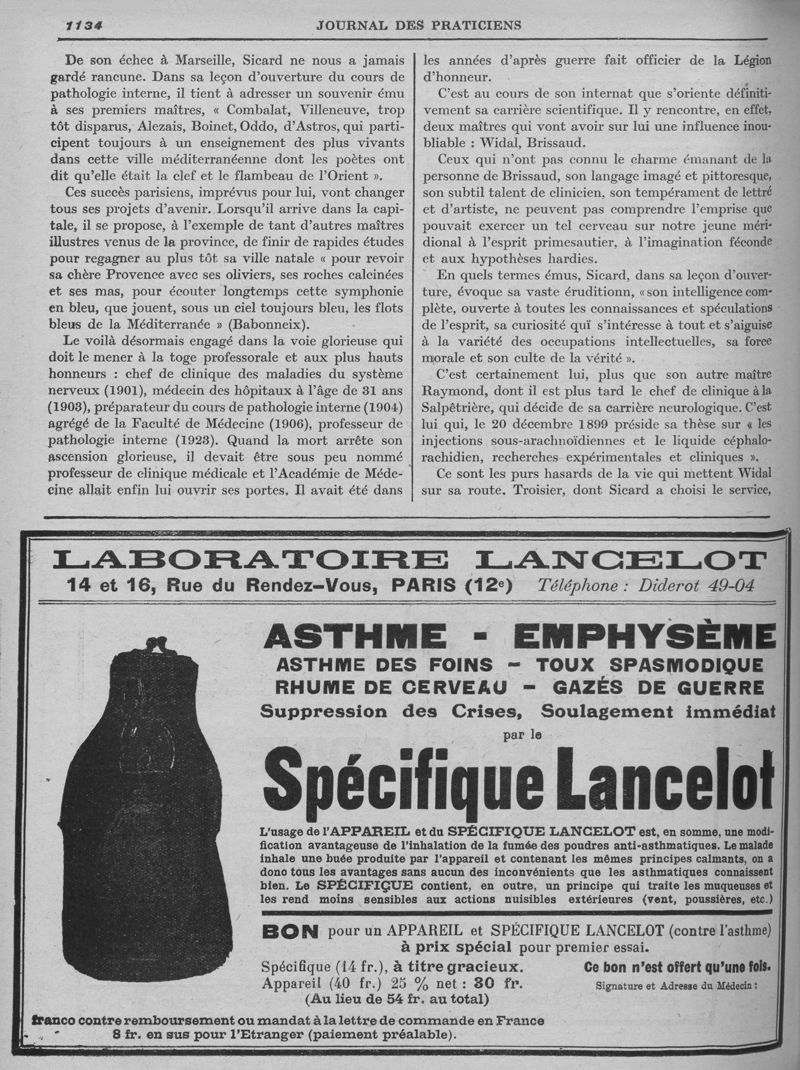 1134
JOURNAL DES PRATICIENS
De son échec à Marseille, Sicard ne nous a jamais
gardé rancune. Dans sa leçon d'ouverture du cours de
pathologie interne, il tient à adresser un souvenir ému
à ses premiers maîtres, « Combalat, Villeneuve, trop
tôt disparus, Alezais, Boinet, Oddo, d'Astros, qui parti-
cipent toujours à un enseignement des plus vivants
dans cette ville méditerranéenne dont les poètes ont
dit qu'elle était la clef et le flambeau de l'Orient ».
Ces succès parisiens, imprévus pour lui, vont changer
tous ses projets d'avenir. Lorsqu'il arrive dans la capi-
tale, il se propose, à l'exemple de tant d'autres maîtres
illustres venus de la province, de finir de rapides études
pour regagner au plus tôt sa ville natale « pour revoir
sa chère Provence avec ses oliviers, ses roches calcinées
et ses mas, pour écouter longtemps cette symphonie
en bleu, que jouent, sous un ciel toujours bleu, les flots
bleus de la Méditerranée » (Babonneix).
Le voilà désormais engagé dans la voie glorieuse qui
doit le mener à la toge professorale et aux plus hauts
honneurs : chef de clinique des maladies du système
nerveux (1901), médecin des hôpitaux à l'âge de 31 ans
(1903), préparateur du cours de pathologie interne (1904)
agrégé de la Faculté de Médecine (1906), professeur de
pathologie interne (1923). Quand la mort arrête son
ascension glorieuse, il devait être sous peu nommé
professeur de clinique médicale et l'Académie de Méde-
cine allait enfin lui ouvrir ses portes. Il avait été dans
les années d'après guerre fait officier de la Légion
d'honneur.
C'est au cours de son internat que s'oriente définiti-
vement sa carrière scientifique. Il y rencontre, en effet,
deux maîtres qui vont avoir sur lui une influence inou-
bliable : Widal, Brissaud.
Ceux qui n'ont pas connu le charme émanant de la
personne de Brissaud, son langage imagé et pittoresque,
son subtil talent de clinicien, son tempérament de lettré
et d'artiste, ne peuvent pas comprendre l'emprise que
pouvait exercer un tel cerveau sur notre jeune méri-
dional à l'esprit primesautier, à l'imagination féconde
et aux hypothèses hardies.
En quels termes émus, Sicard, dans sa leçon d'ouver-
ture, évoque sa vaste éruditionn, « son intelligence com-
plète, ouverte à toutes les connaissances et spéculations
de l'esprit, sa curiosité quï s'intéresse à tout et s'aiguise
à la variété des occupations intellectuelles, sa force
morale et son culte de la vérité ».
C'est certainement lui, plus que son autre maître
Raymond, dont il est plus tard le chef de clinique à la
Salpêtrière, qui décide de sa carrière neurologique. C'est
lui qui, le 20 décembre 1899 préside sa thèse sur « les
injections sous-arachnoïdiennes et le liquide céphalo-
rachidien, recherches expérimentales et cliniques ».
Ce sont les purs hasards de la vie qui mettent Widal
sur sa route. Troisier, dont Sicard a choisi le service,
LABORATOIRE LANCELOT
14 et 16, Rue du Rendez-Vous, PARIS (12e) Téléphone : Diderot 49-04
ASTHME - EMPHYSÈME
ASTHME DES FOINS - TOUX SPASMODIQUE
RHUME DE CERVEAU - GAZÉS DE GUERRE
Suppression des Crises, Soulagement immédiat
par le
Spécifique Lancelot
L'usage de l'APPAREIL et du SPÉCIFIQUE LANCELOT est, en somme, une modi-
fication avantageuse de l'inhalation de la fumée des poudres anti-asthmatiques. Le malade
inhale une buée produite par l'appareil et contenant les mêmes principes calmants, on a
donc tous les avantages sans aucun des inconvénients que les asthmatiques connaissent
bien. Le SPÉCIFIQUE contient, en outre, un principe qui traite les muqueuses et
les rend moins sensibles aux actions nuisibles extérieures (vent, poussières, etc.)
BON pour un APPAREIL et SPÉCIFIQUE LANCELOT (contre l'asthme)
à prix spécial pour premier essai.
Spécifique (14 fr.), à titre gracieux.
Appareil (40 fr.) 25 % net : 30 fr.
(Au lieu de 54 fr. au total)
Ce bon n'est offert qu'une fois.
Signature et Adresse du Médecin :
franco contre remboursement ou mandat à la lettre de commande en France
8 fr. en sus pour l'Etranger (paiement préalable).